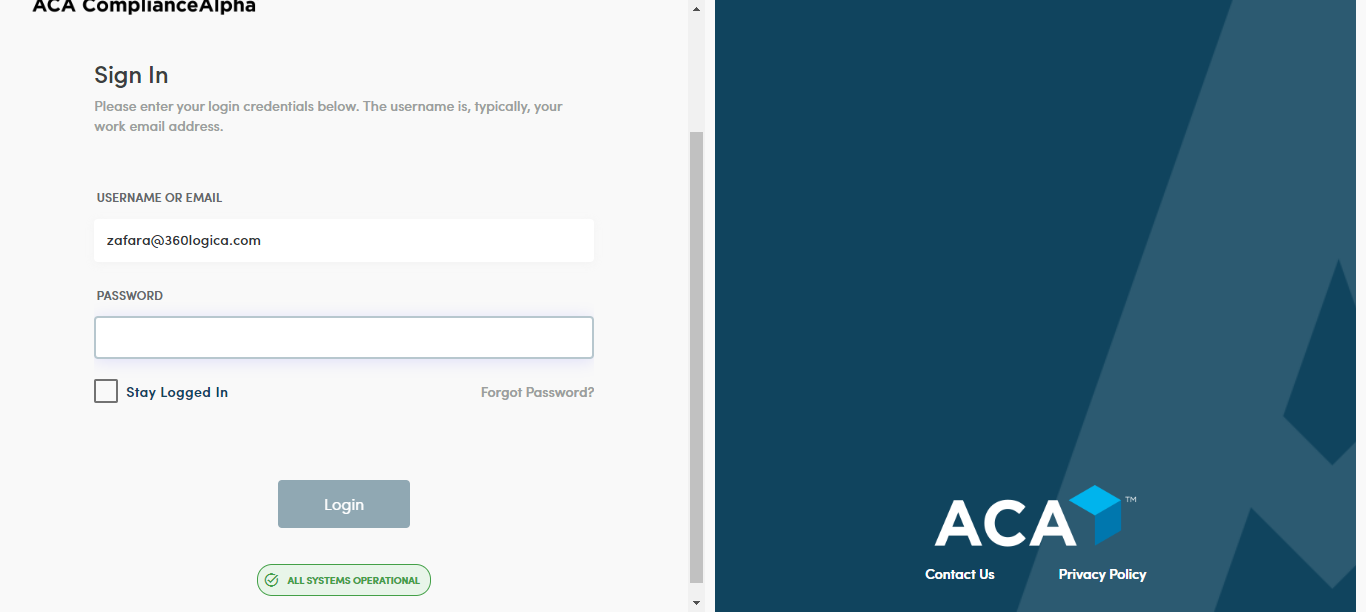 ACA ComplianceAlpha
Sign In
Please enter your login credentials below. The username is, typically, your
work email address.
USERNAME OR EMAIL
zafara@360logica.com
PASSWORD
Stay Logged In
Forgot Password?
Login
ALL SYSTEMS OPERATIONAL
ACA™
Contact Us
Privacy Policy